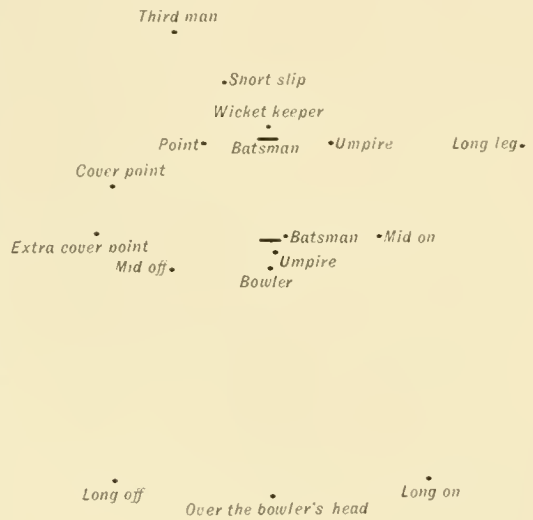 Third man
Snort slip
Wicket keeper
Point
Batsman
Umpire
Long leg
Cover point
Batsman
Mid on
Extra cover point
Umpire
Mid off
Bowler
Long off
Long on
Over the bowler's head